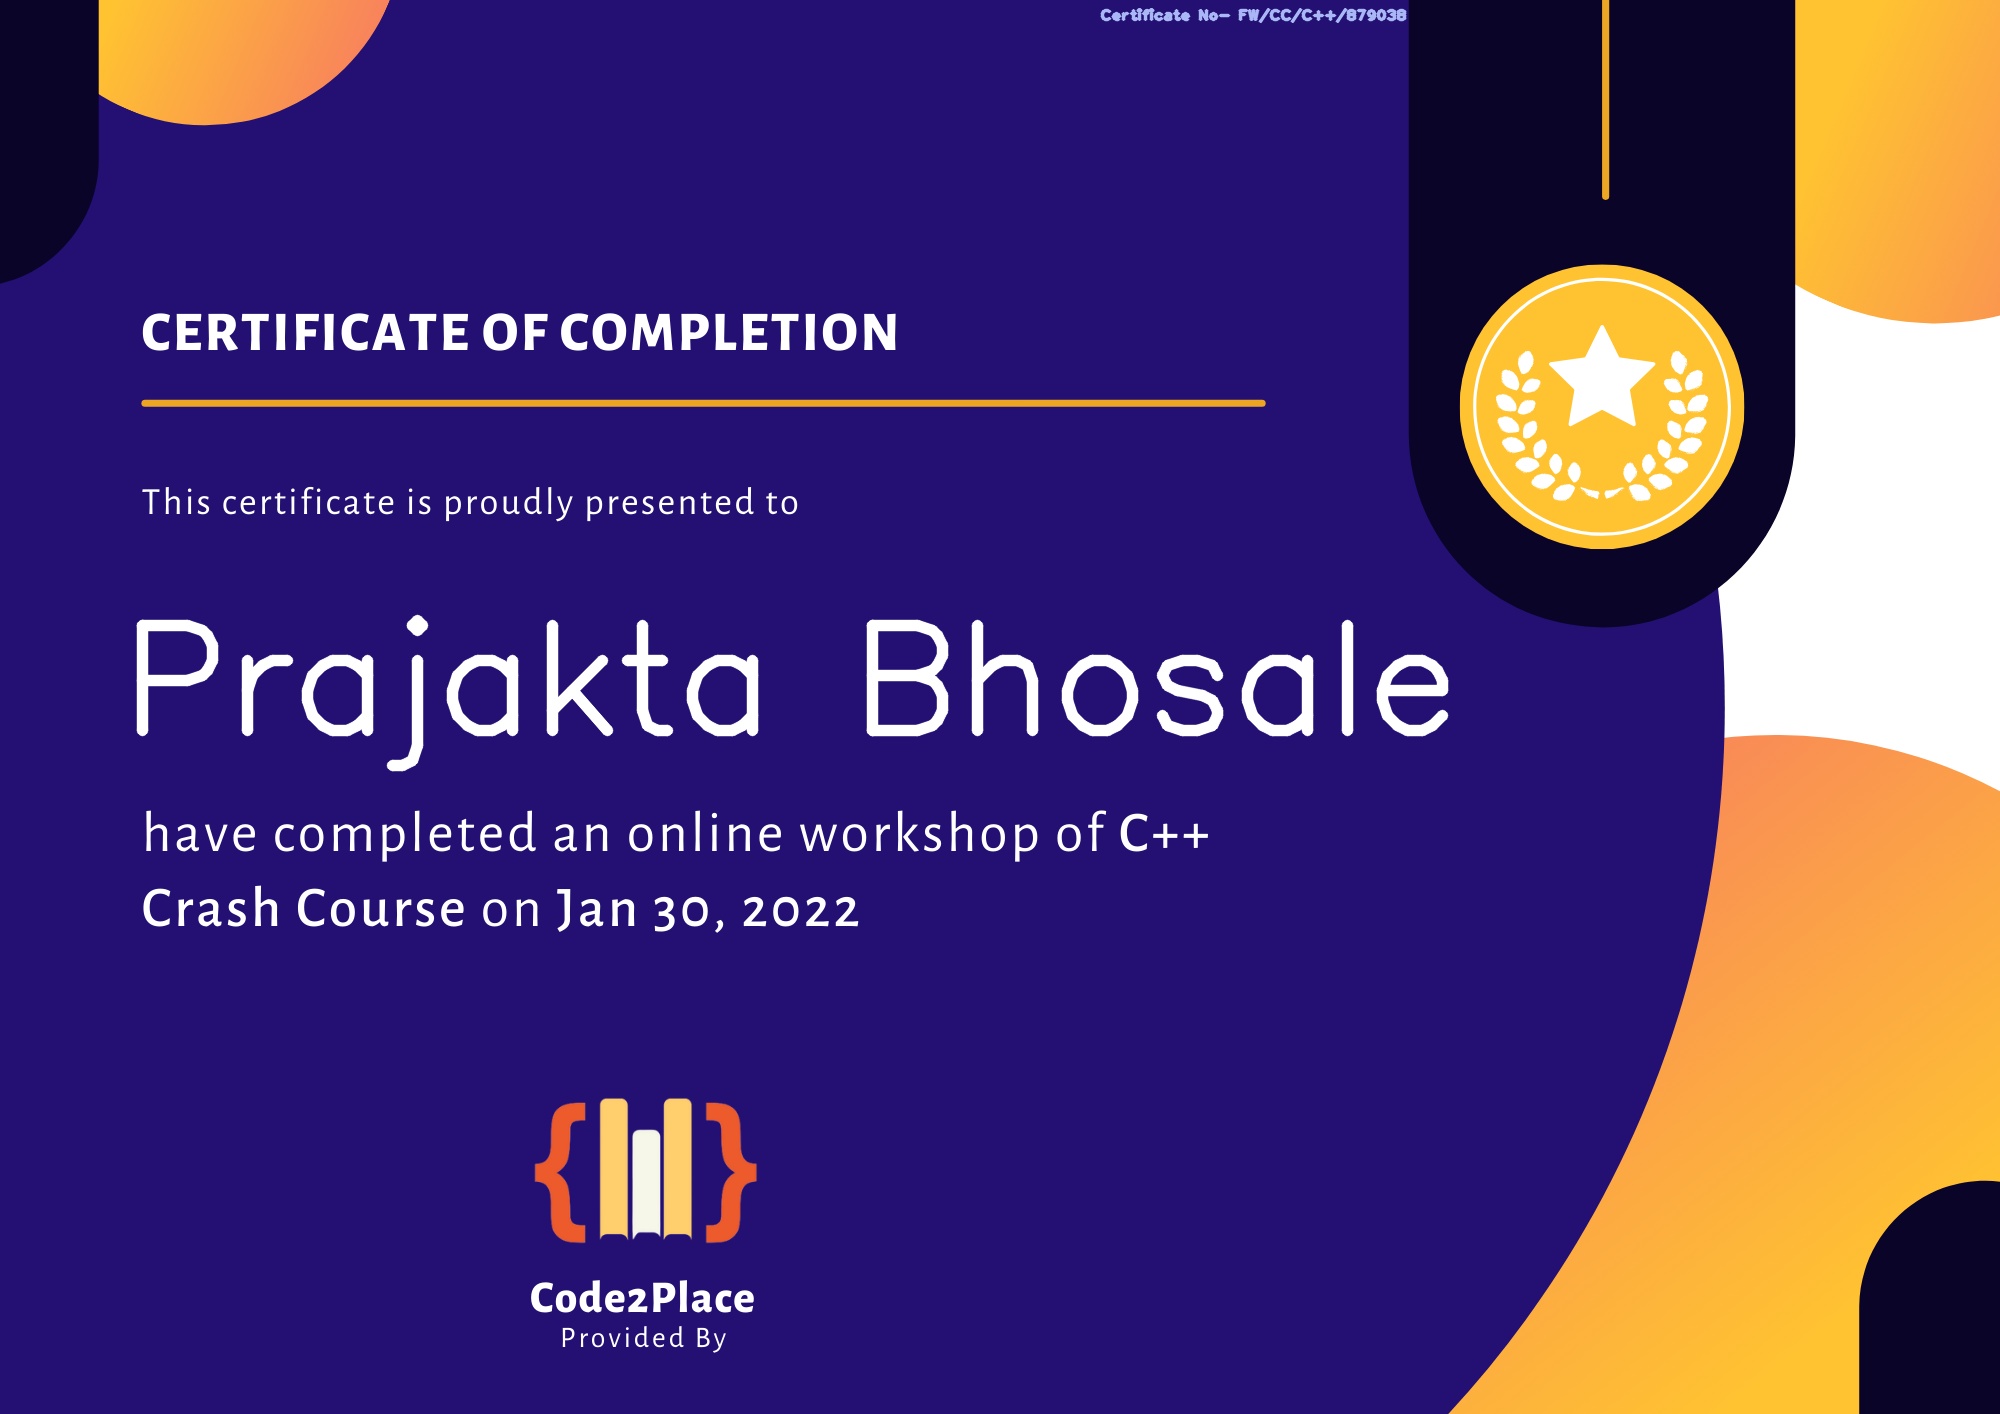 Certificate No- FW/CC/C++/879038
CERTIFICATE OF COMPLETION
This certificate is proudly presented to
Prajakta Bhosale
have completed an online workshop of C++
Crash Course on Jan 30, 2022
Code2Place
Provided By